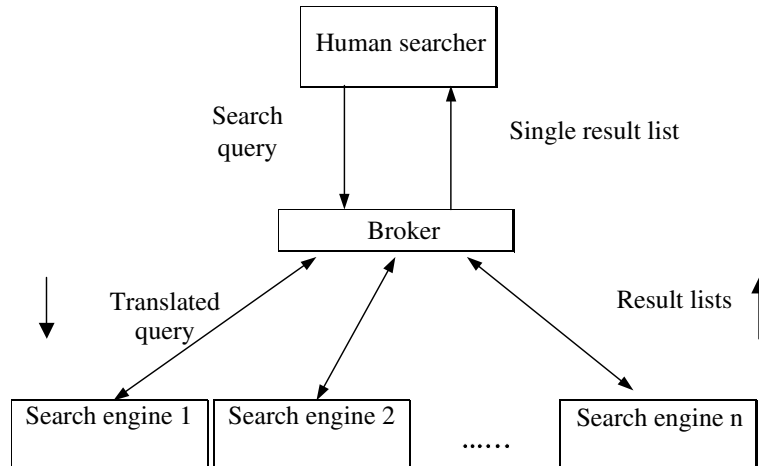 Human searcher
Search
query
Single result list
Broker
Translated
query
Result lists
Search engine 1
Search engine 2
.……
Search engine n